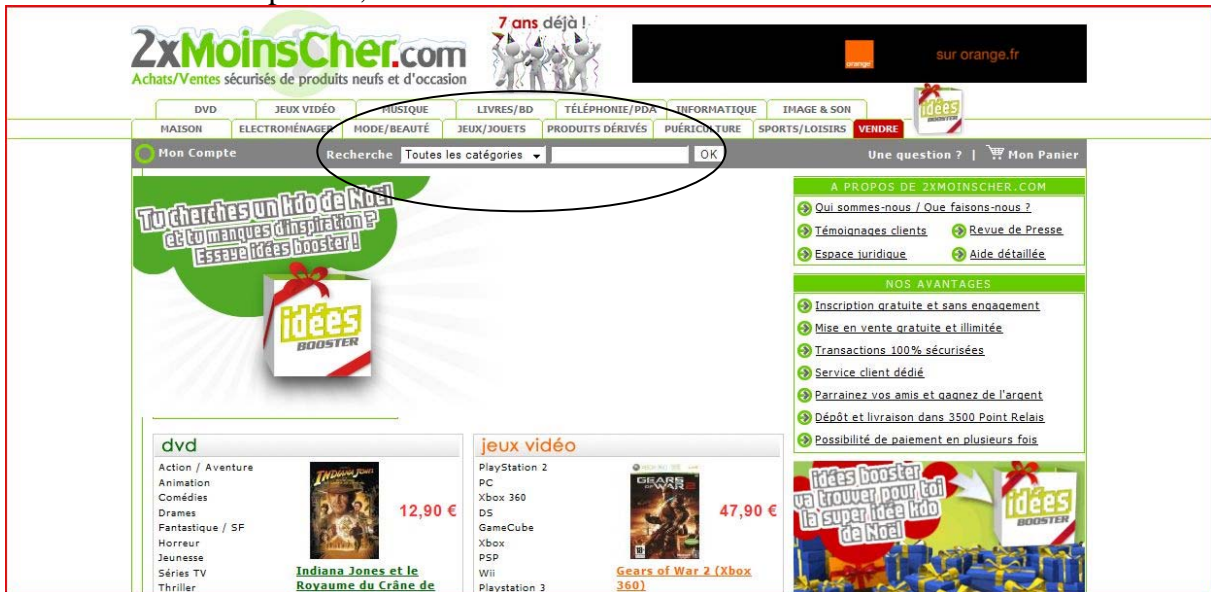 2xMoinsCher.com
Achats/Ventes sécurisés de produits neufs et d'occasion
7 ans déjà !
orange
sur orange.fr
DVD JEUX VIDÉO MUSIQUE LIVRES/BD TÉLÉPHONIE/PDA INFORMATIQUE IMAGE & SON
idées BOOSTER
MAISON ELECTROMÉNAGER MODE/BEAUTÉ JEUX/JOUETS PRODUITS DÉRIVÉS PUÉRICULTURE SPORTS/LOISIRS VENDRE
Mon Compte Recherche Toutes les catégories OK Une question ? | Mon Panier
Tu cherches un kdo de Noël
et tu manques d'inspiration ?
Essaye idées booster !
idées
BOOSTER
A PROPOS DE 2XMOINSCHER.COM
Qui sommes-nous / Que faisons-nous ?
Témoignages clients Revue de Presse
Espace juridique Aide détaillée
NOS AVANTAGES
Inscription gratuite et sans engagement
Mise en vente gratuite et illimitée
Transactions 100% sécurisées
Service client dédié
Parrainez vos amis et gagnez de l'argent
Dépôt et livraison dans 3500 Point Relais
Possibilité de paiement en plusieurs fois
dvd
Action / Aventure
Animation
Comédies
Drames
Fantastique / SF
Horreur
Jeunesse
Séries TV
Thriller
INDIANA JONES
12,90 €
Indiana Jones et le
Royaume du Crâne de
jeux vidéo
PlayStation 2
PC
Xbox 360
DS
GameCube
Xbox
PSP
Wii
Playstation 3
GEARS
OF WAR 2
47,90 €
Gears of War 2 (Xbox
360)
idées booster
va trouver pour toi
la super idée kdo
de Noël
idées
BOOSTER